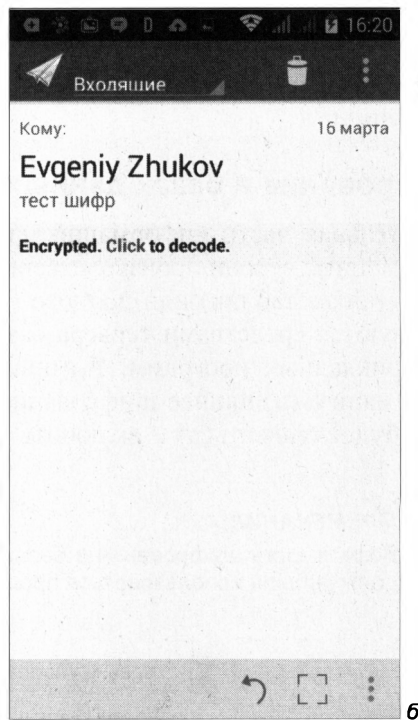 16:20
Входящие
Кому: 16 марта
Evgeniy Zhukov
тест шифр
Encrypted. Click to decode.
б